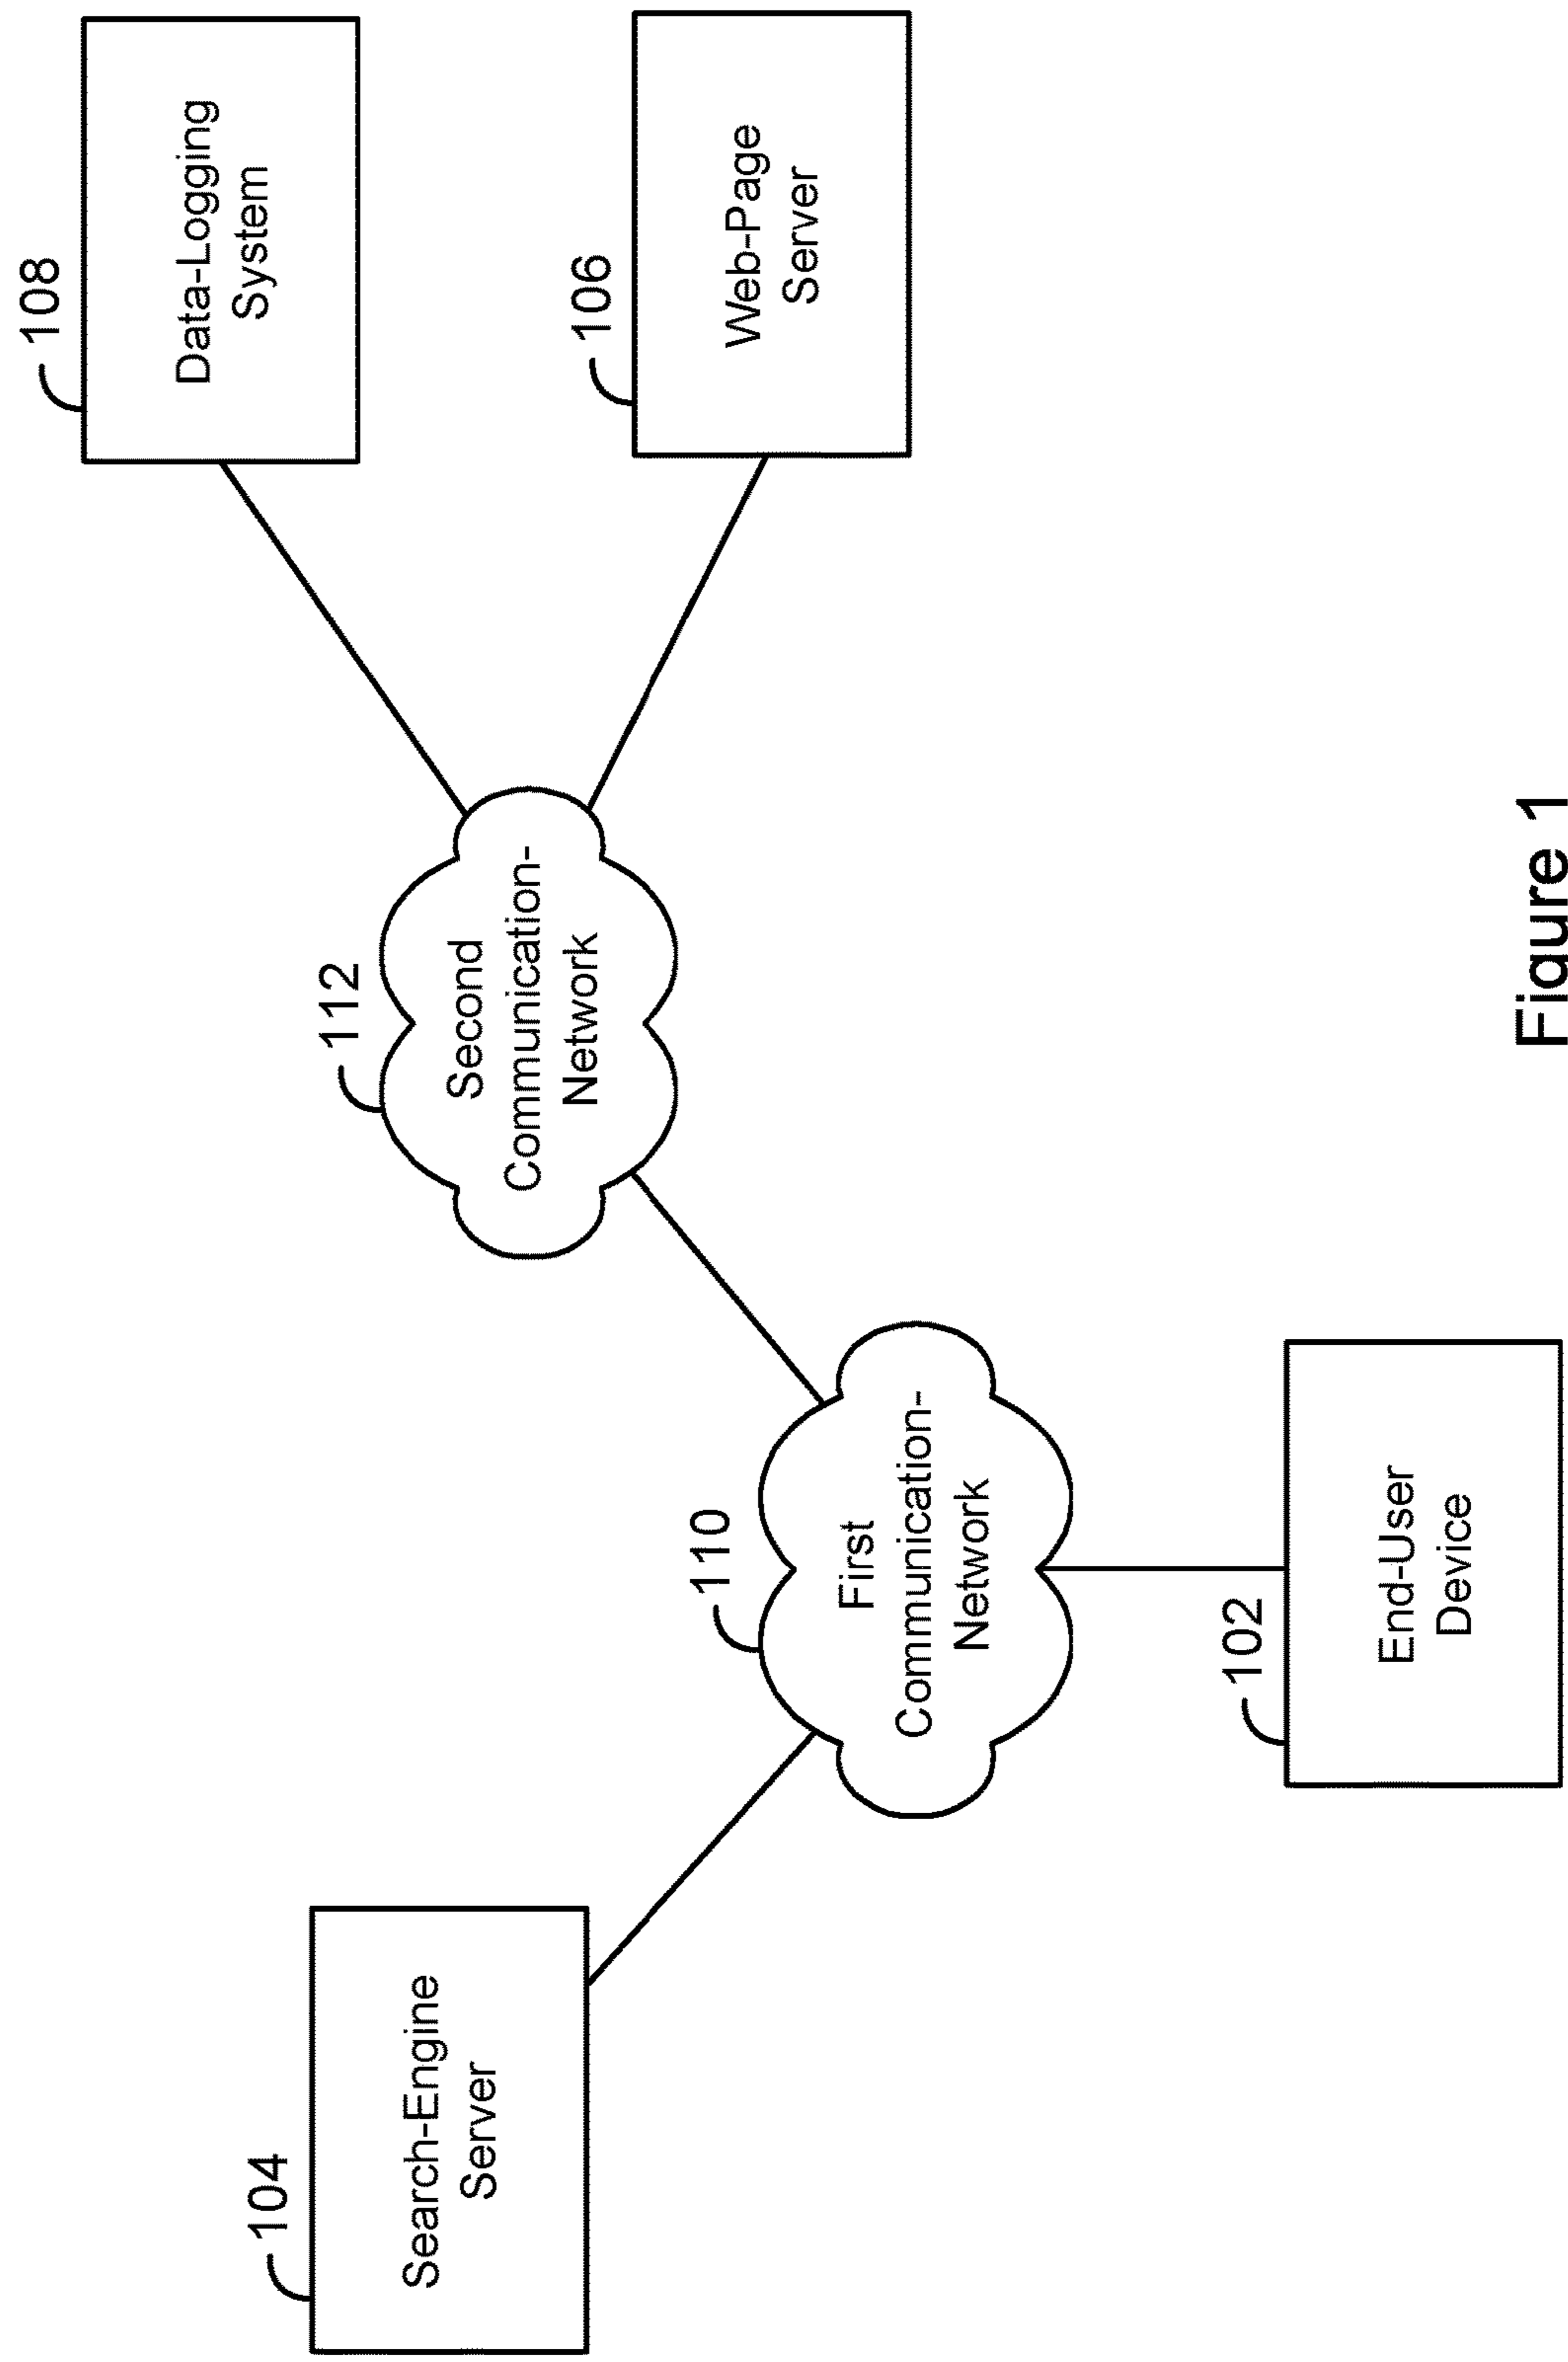 104
Search-Engine
Server
110
First
Communication-
Network
102
End-User
Device
112
Second
Communication-
Network
108
Data-Logging
System
106
Web-Page
Server
Figure 1